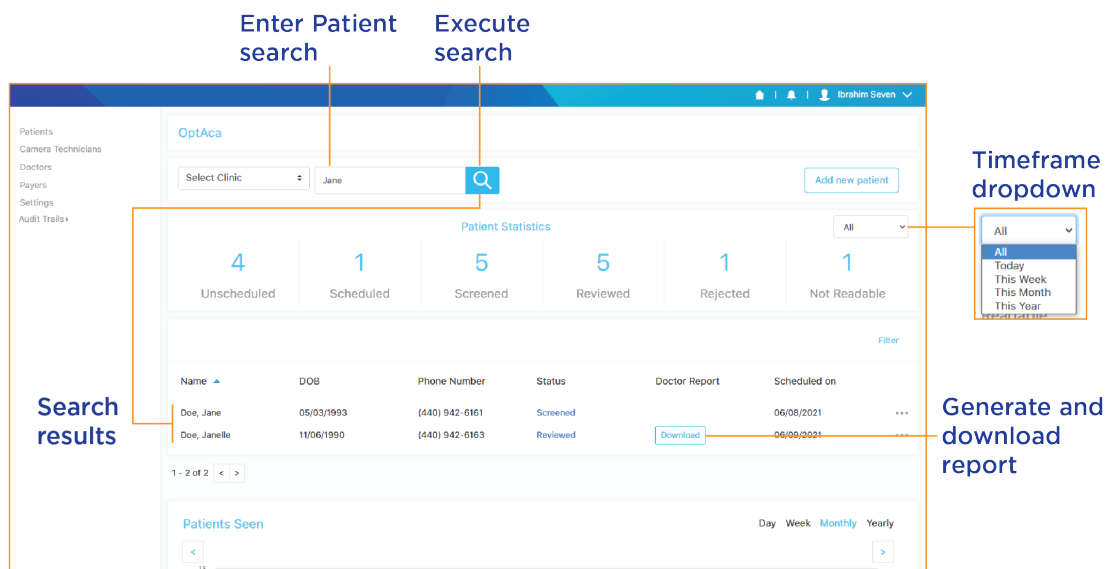 Enter Patient
search
Execute
search
Ibrahim Seven
Patients
Camera Technicians
Doctors
Payers
Settings
Audit Trails
OptAca
Select Clinic
Jane
Add new patient
Timeframe
dropdown
Patient Statistics
All
4
1
5
5
1
1
Unscheduled
Scheduled
Screened
Reviewed
Rejected
Not Readable
All
All
Today
This Week
This Month
This Year
Readable
Filter
Name DOB Phone Number Status Doctor Report Scheduled on
Doe, Jane 05/03/1993 (440) 942-6161 Screened 06/08/2021 •••
Doe, Janelle 11/06/1990 (440) 942-6163 Reviewed Download 06/09/2021 •••
Search
results
Generate and
download
report
1 - 2 of 2 < >
Patients Seen
Day Week Monthly Yearly
< >
15